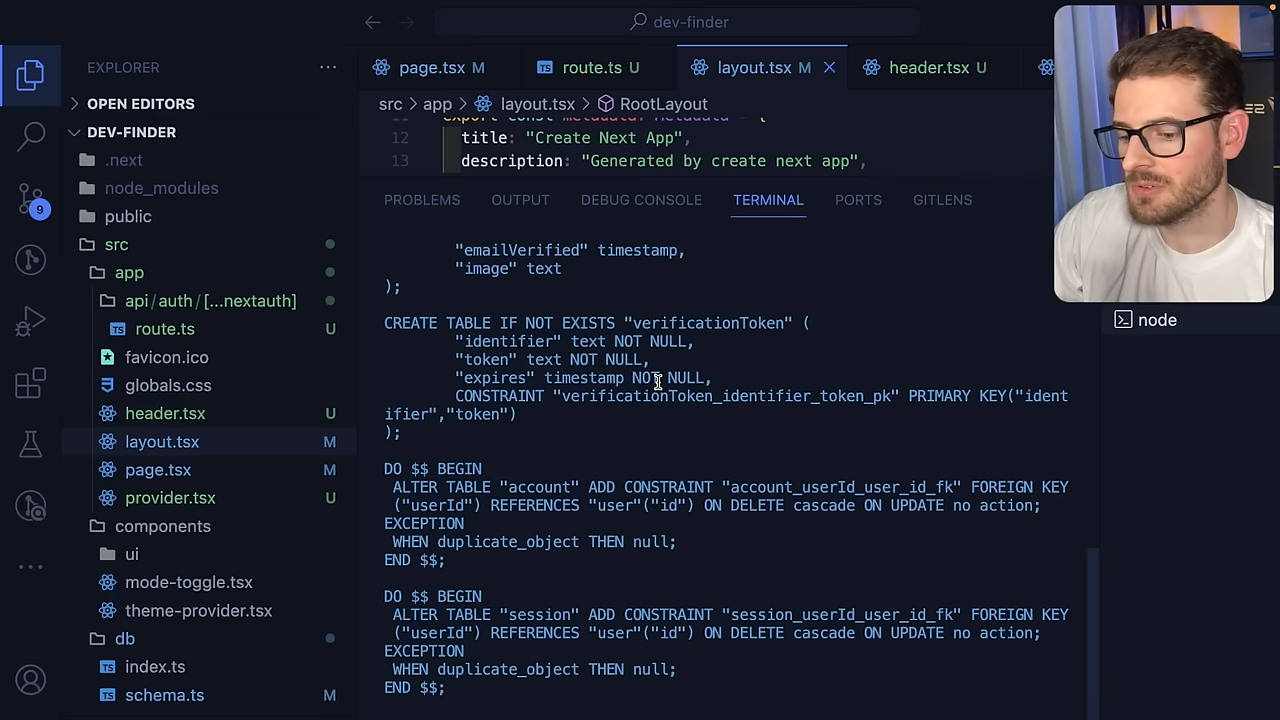 dev-finder
EXPLORER
OPEN EDITORS
DEV-FINDER
.next
node_modules
public
src
app
api/auth/[...nextauth]
route.ts U
favicon.ico
globals.css
header.tsx U
layout.tsx M
page.tsx M
provider.tsx U
components
ui
mode-toggle.tsx
theme-provider.tsx
db
index.ts
schema.ts M
9
page.tsx M
route.ts U
layout.tsx M
header.tsx U
src > app > layout.tsx > RootLayout
11 export const metadata: Metadata = {
12 title: "Create Next App",
13 description: "Generated by create next app",
PROBLEMS OUTPUT DEBUG CONSOLE TERMINAL PORTS GITLENS
"emailVerified" timestamp,
"image" text
);
CREATE TABLE IF NOT EXISTS "verificationToken" (
"identifier" text NOT NULL,
"token" text NOT NULL,
"expires" timestamp NOT NULL,
CONSTRAINT "verificationToken_identifier_token_pk" PRIMARY KEY("ident
ifier","token")
);
DO $$ BEGIN
ALTER TABLE "account" ADD CONSTRAINT "account_userId_user_id_fk" FOREIGN KEY
("userId") REFERENCES "user"("id") ON DELETE cascade ON UPDATE no action;
EXCEPTION
WHEN duplicate_object THEN null;
END $$;
DO $$ BEGIN
ALTER TABLE "session" ADD CONSTRAINT "session_userId_user_id_fk" FOREIGN KEY
("userId") REFERENCES "user"("id") ON DELETE cascade ON UPDATE no action;
EXCEPTION
WHEN duplicate_object THEN null;
END $$;
node